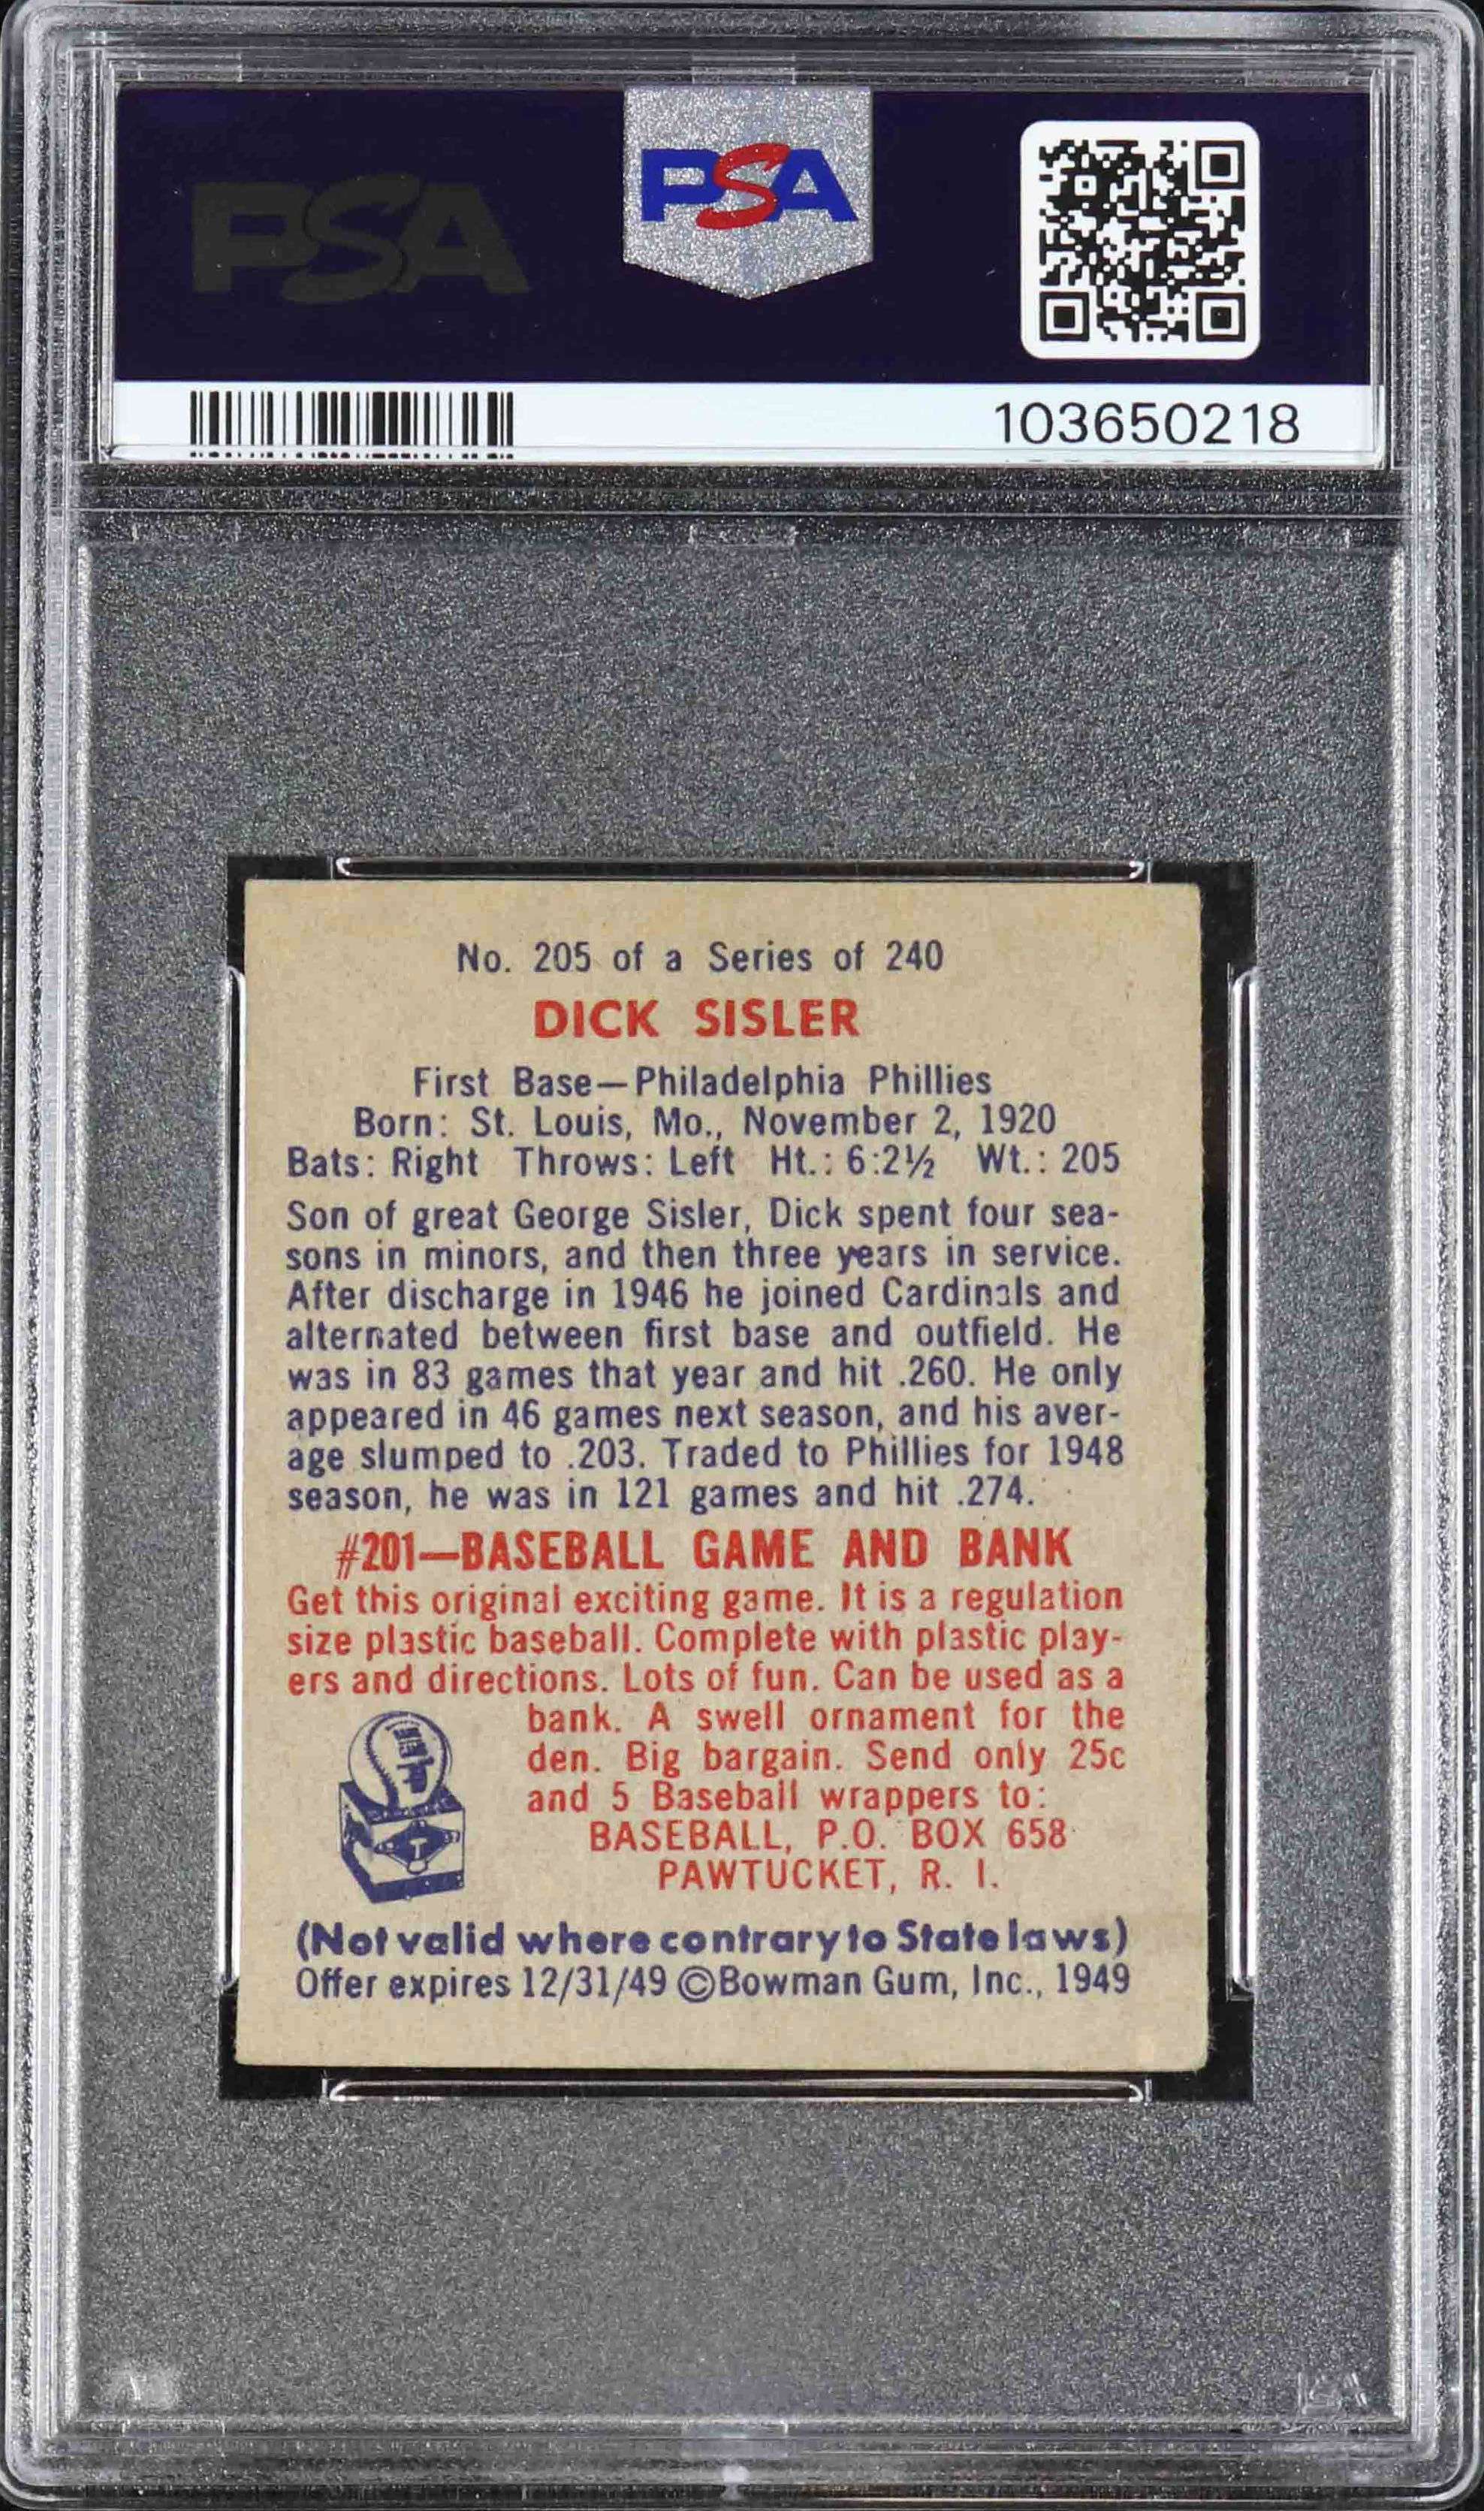 PSA
PSA
103650218
No. 205 of a Series of 240
DICK SISLER
First Base—Philadelphia Phillies
Born: St. Louis, Mo., November 2, 1920
Bats: Right Throws: Left Ht.: 6:2½ Wt.: 205
Son of great George Sisler, Dick spent four sea-
sons in minors, and then three years in service.
After discharge in 1946 he joined Cardinals and
alternated between first base and outfield. He
was in 83 games that year and hit .260. He only
appeared in 46 games next season, and his aver-
age slumped to .203. Traded to Phillies for 1948
season, he was in 121 games and hit .274.
#201—BASEBALL GAME AND BANK
Get this original exciting game. It is a regulation
size plastic baseball. Complete with plastic play-
ers and directions. Lots of fun. Can be used as a
bank. A swell ornament for the
den. Big bargain. Send only 25c
and 5 Baseball wrappers to:
BASEBALL, P.O. BOX 658
PAWTUCKET, R. I.
(Not valid where contrary to State laws)
Offer expires 12/31/49 ©Bowman Gum, Inc., 1949